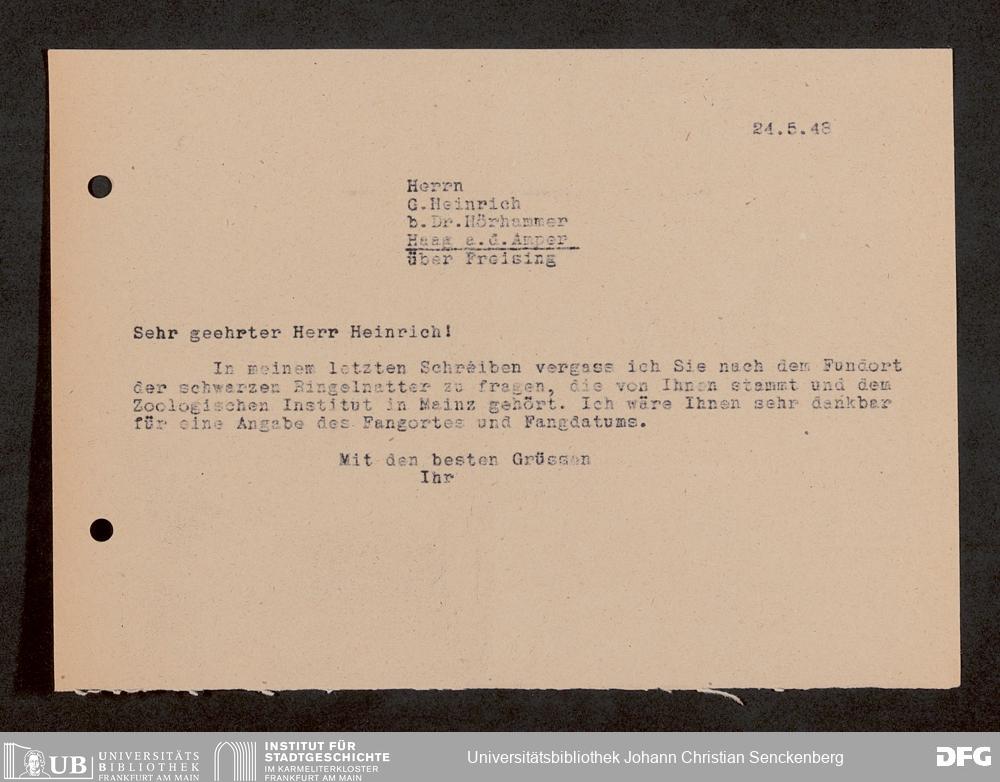 24.5.48
Herrn
G.Heinrich
b.Dr.Hörhammer
Haag a.d.Amper
über Freising
Sehr geehrter Herr Heinrich!
In meinem letzten Schreiben vergass ich Sie nach dem Fundort
der schwarzen Ringelnatter zu fragen, die von Ihnen stammt und dem
Zoologischen Institut in Mainz gehört. Ich wäre Ihnen sehr dankbar
für eine Angabe des Fangortes und Fangdatums.
Mit den besten Grüssen
Ihr
UB UNIVERSITÄTS
BIBLIOTHEK
FRANKFURT AM MAIN
INSTITUT FÜR
STADTGESCHICHTE
IM KARMELITERKLOSTER
FRANKFURT AM MAIN
Universitätsbibliothek Johann Christian Senckenberg
DFG